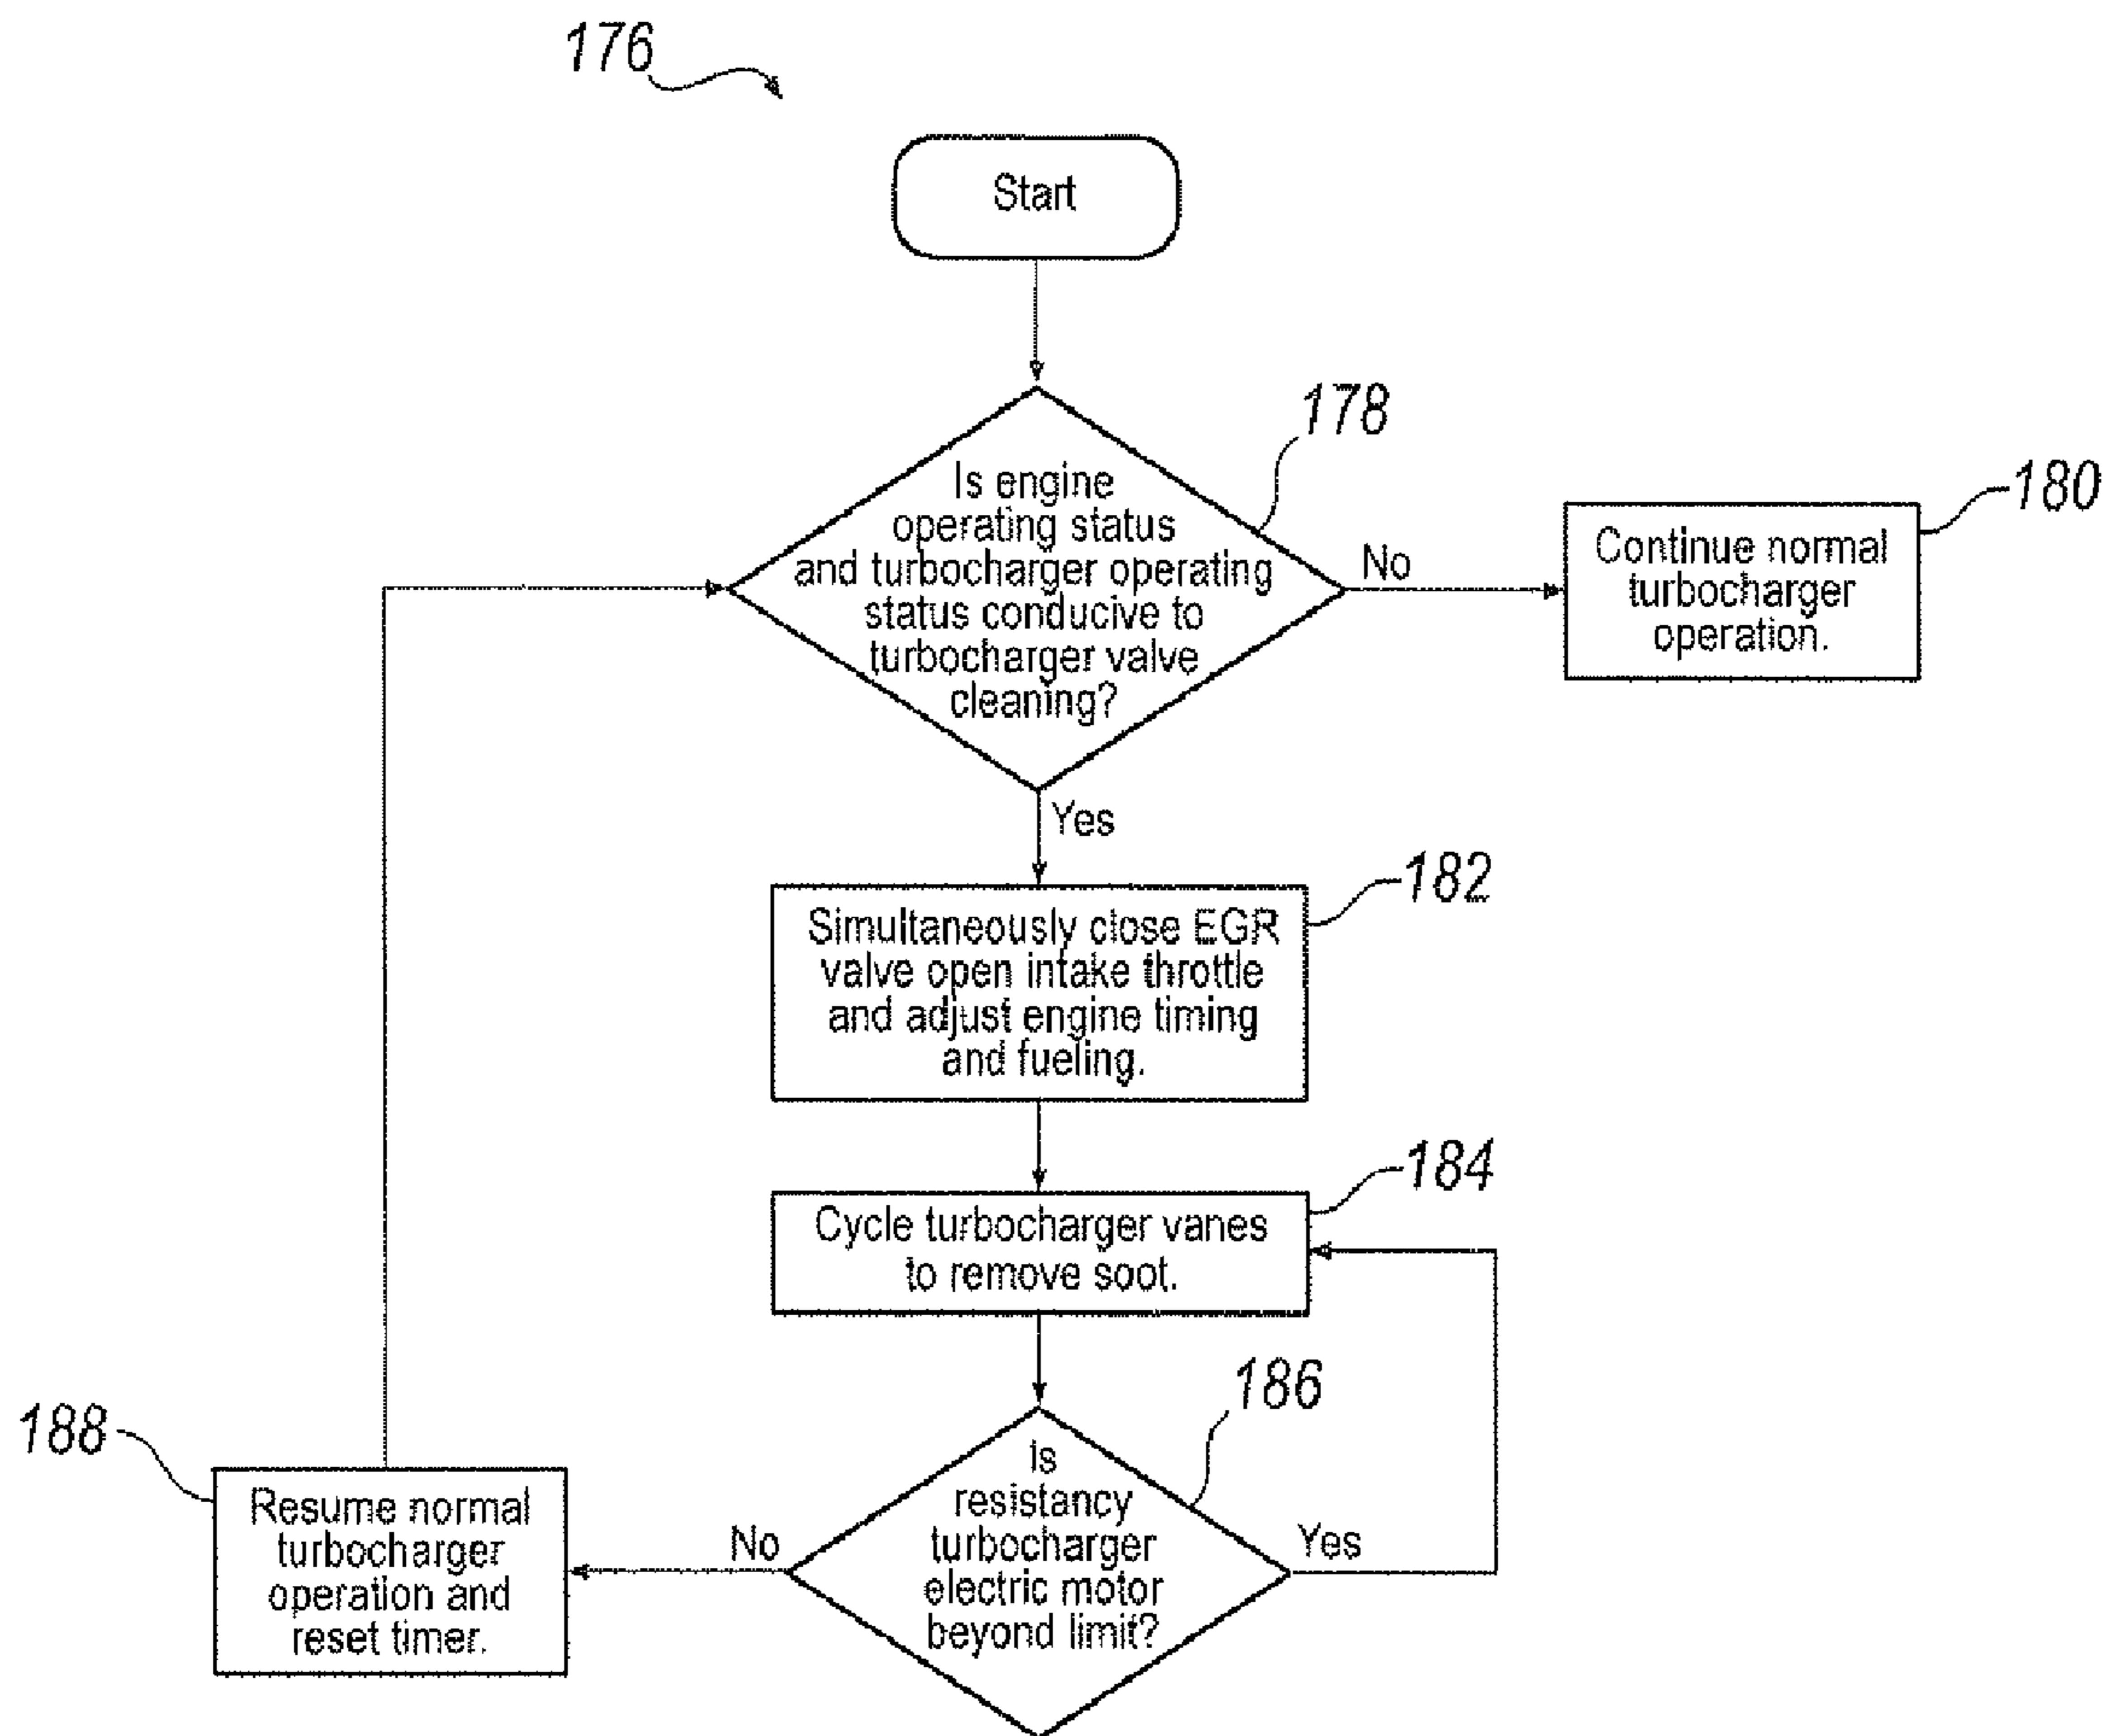 176
Start
178
Is engine
operating status
and turbocharger operating
status conducive to
turbocharger valve
cleaning?
No
180
Continue normal
turbocharger
operation.
Yes
182
Simultaneously close EGR
valve open intake throttle
and adjust engine timing
and fueling.
184
Cycle turbocharger vanes
to remove soot.
186
is
resistancy
turbocharger
electric motor
beyond limit?
Yes
No
188
Resume normal
turbocharger
operation and
reset timer.